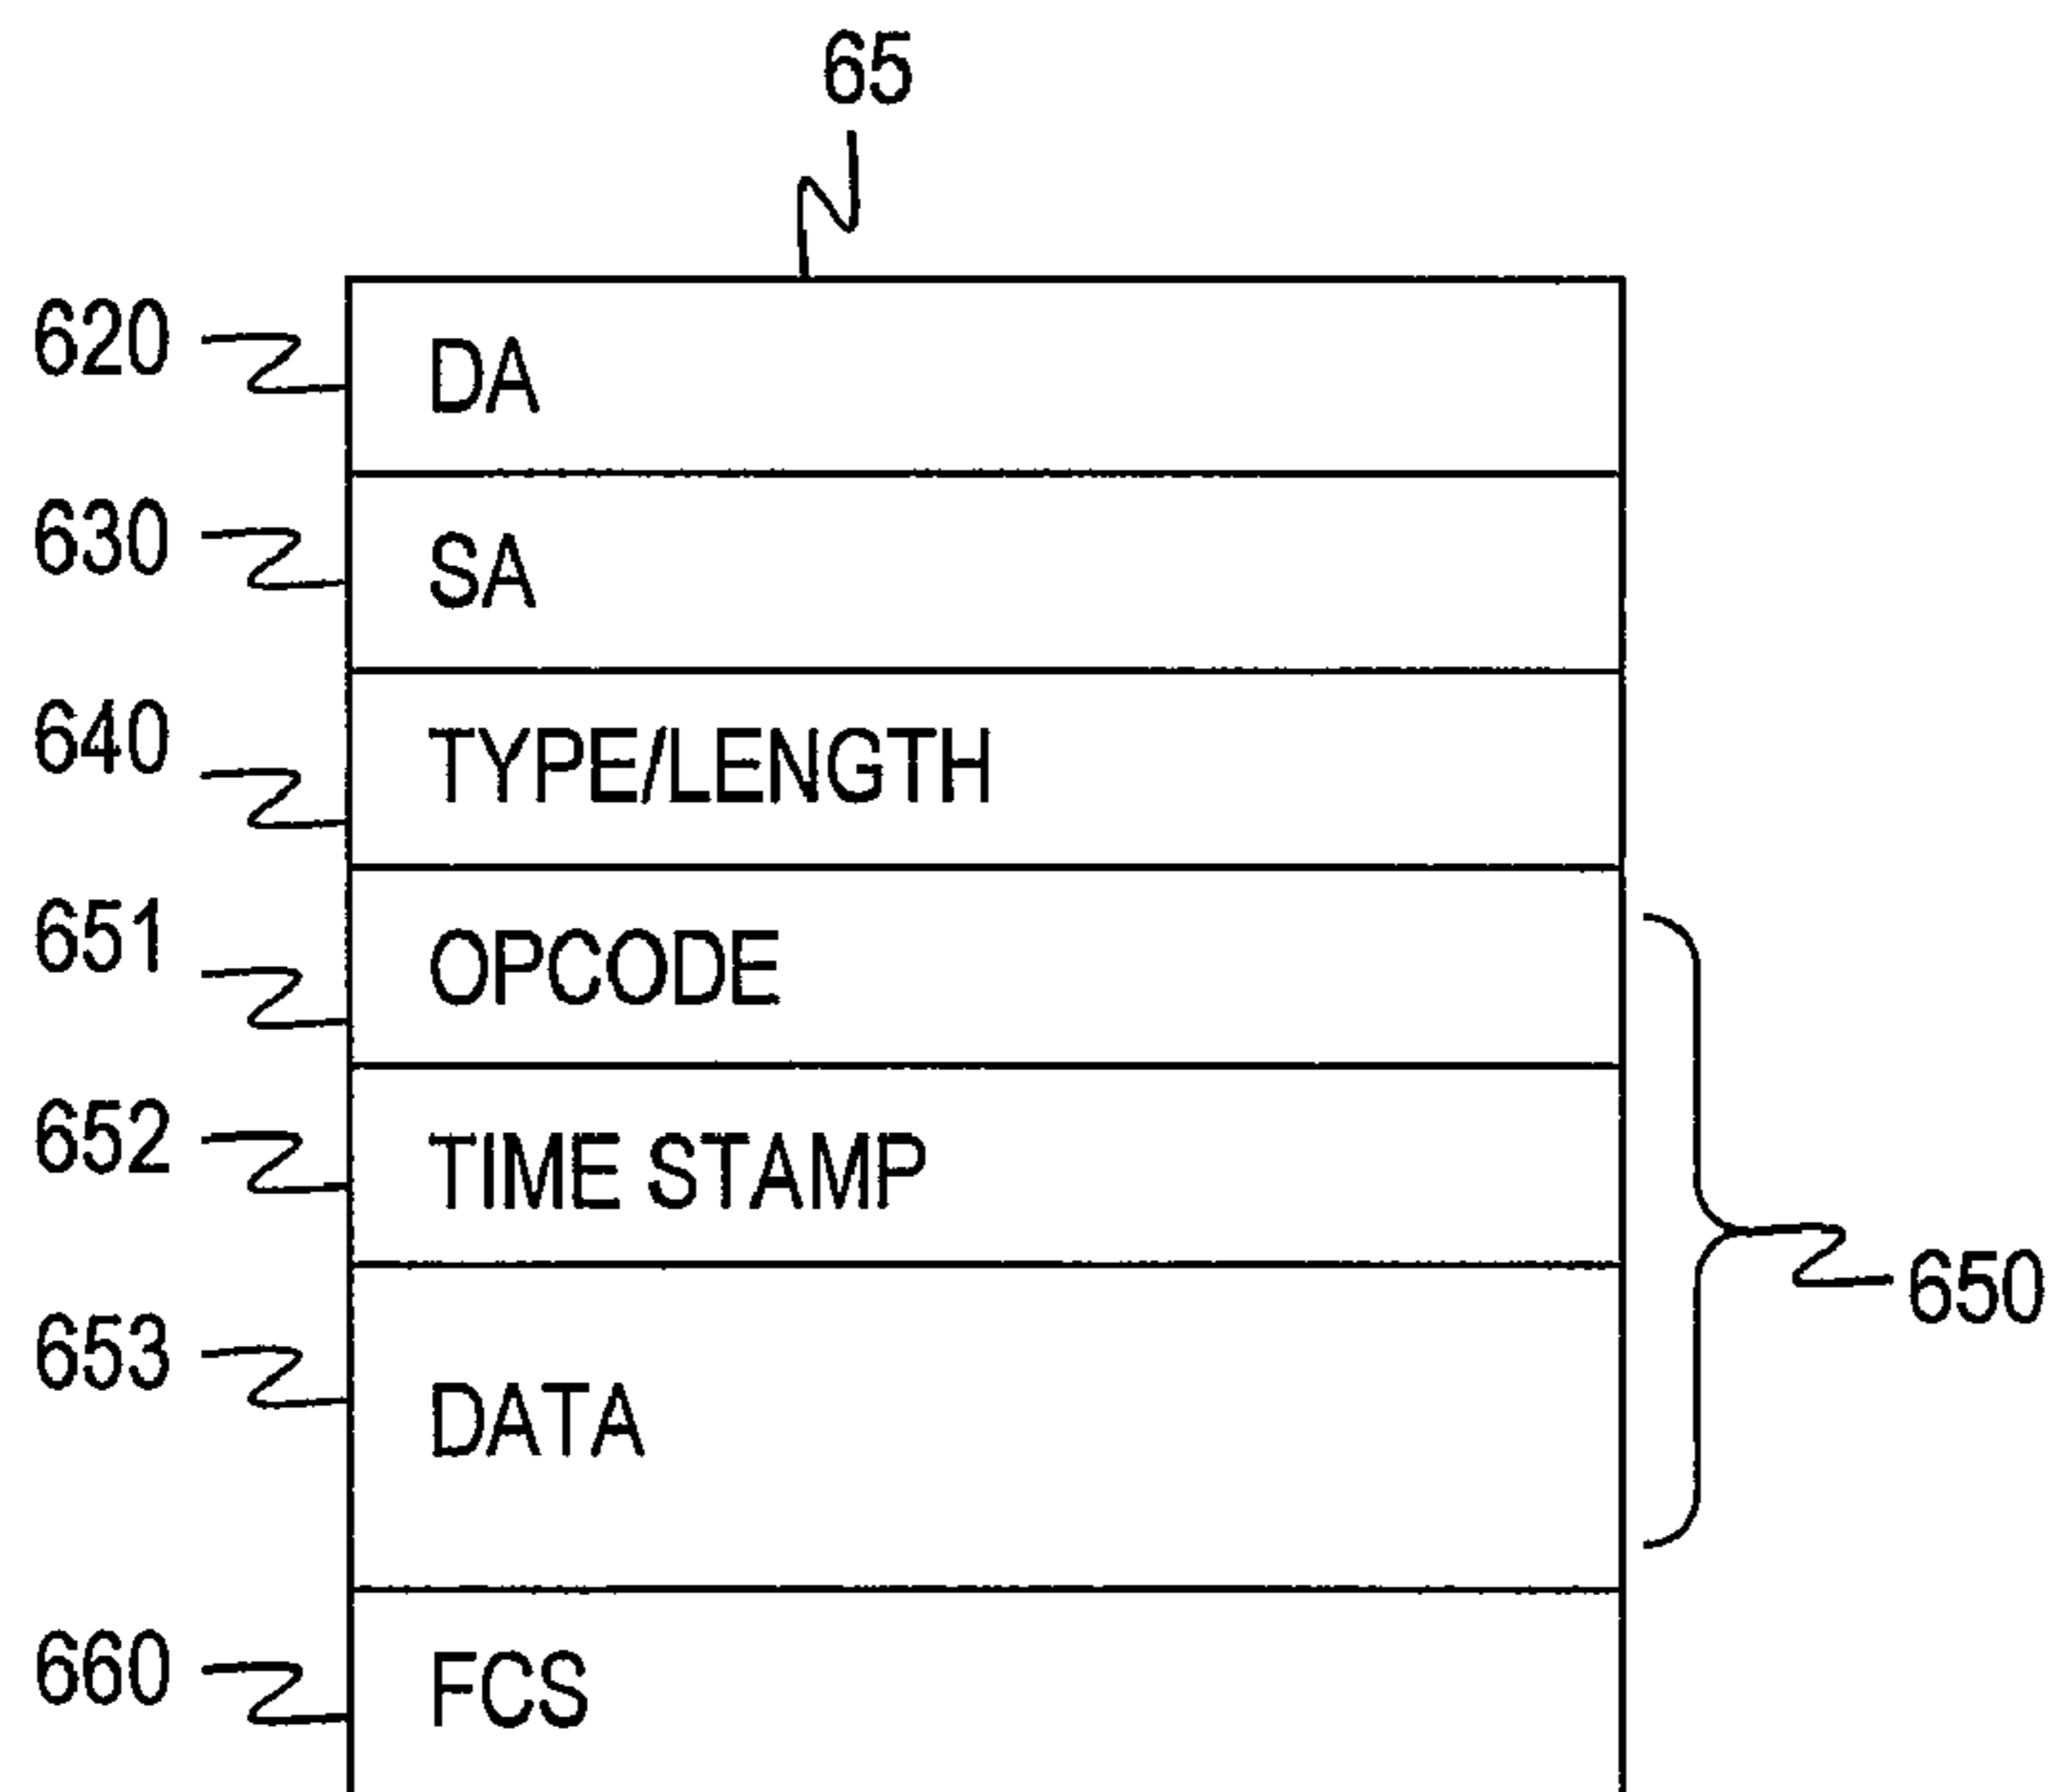 65
620 DA
630 SA
640 TYPE/LENGTH
651 OPCODE
652 TIME STAMP
650
653 DATA
660 FCS